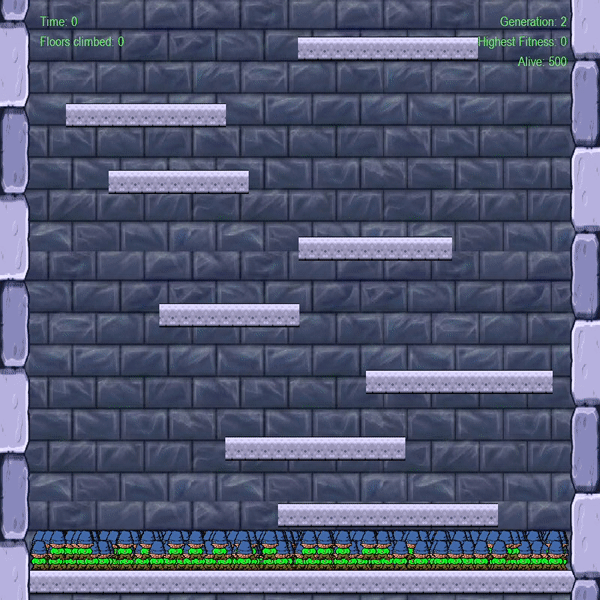 Time: 0
Generation: 2
Floors climbed: 0
Highest Fitness: 0
Alive: 500